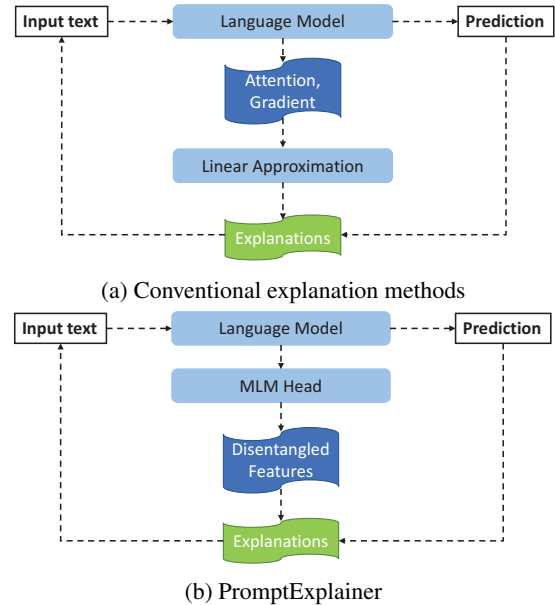 Input text
Language Model
Prediction
Attention,
Gradient
Linear Approximation
Explanations
(a) Conventional explanation methods
Input text
Language Model
Prediction
MLM Head
Disentangled
Features
Explanations
(b) PromptExplainer